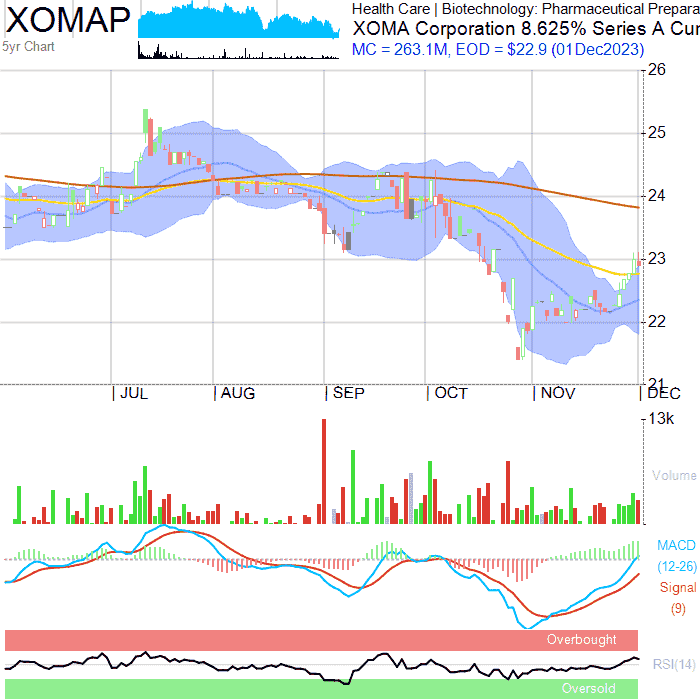 XOMAP
5yr Chart
Health Care | Biotechnology: Pharmaceutical Prepara
XOMA Corporation 8.625% Series A Cur
MC = 263.1M, EOD = $22.9 (01Dec2023)
26
25
24
23
22
21
| JUL | AUG | SEP | OCT | NOV | DEC
13k
Volume
MACD
(12-26)
Signal
(9)
Overbought
RSI(14)
Oversold